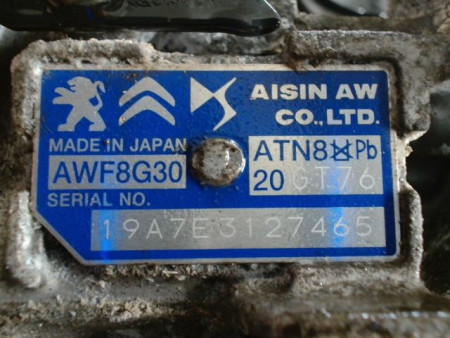 AISIN AW
CO.,LTD.
MADE IN JAPAN
AWF8G30
ATN8 Pb
20 GT76
SERIAL NO.
19A7E3127465